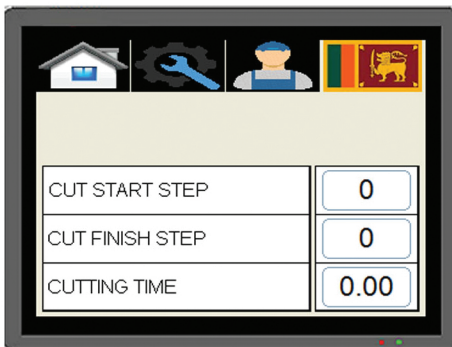 CUT START STEP 0
CUT FINISH STEP 0
CUTTING TIME 0.00